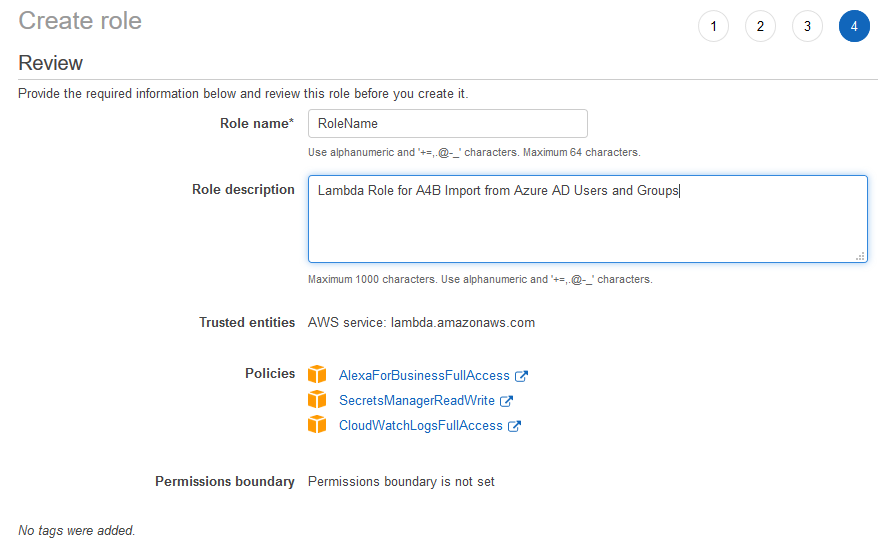 Create role
1 2 3 4
Review
Provide the required information below and review this role before you create it.
Role name* RoleName
Use alphanumeric and '+=,.@-_' characters. Maximum 64 characters.
Role description Lambda Role for A4B Import from Azure AD Users and Groups
Maximum 1000 characters. Use alphanumeric and '+=,.@-_' characters.
Trusted entities AWS service: lambda.amazonaws.com
Policies AlexaForBusinessFullAccess
SecretsManagerReadWrite
CloudWatchLogsFullAccess
Permissions boundary Permissions boundary is not set
No tags were added.